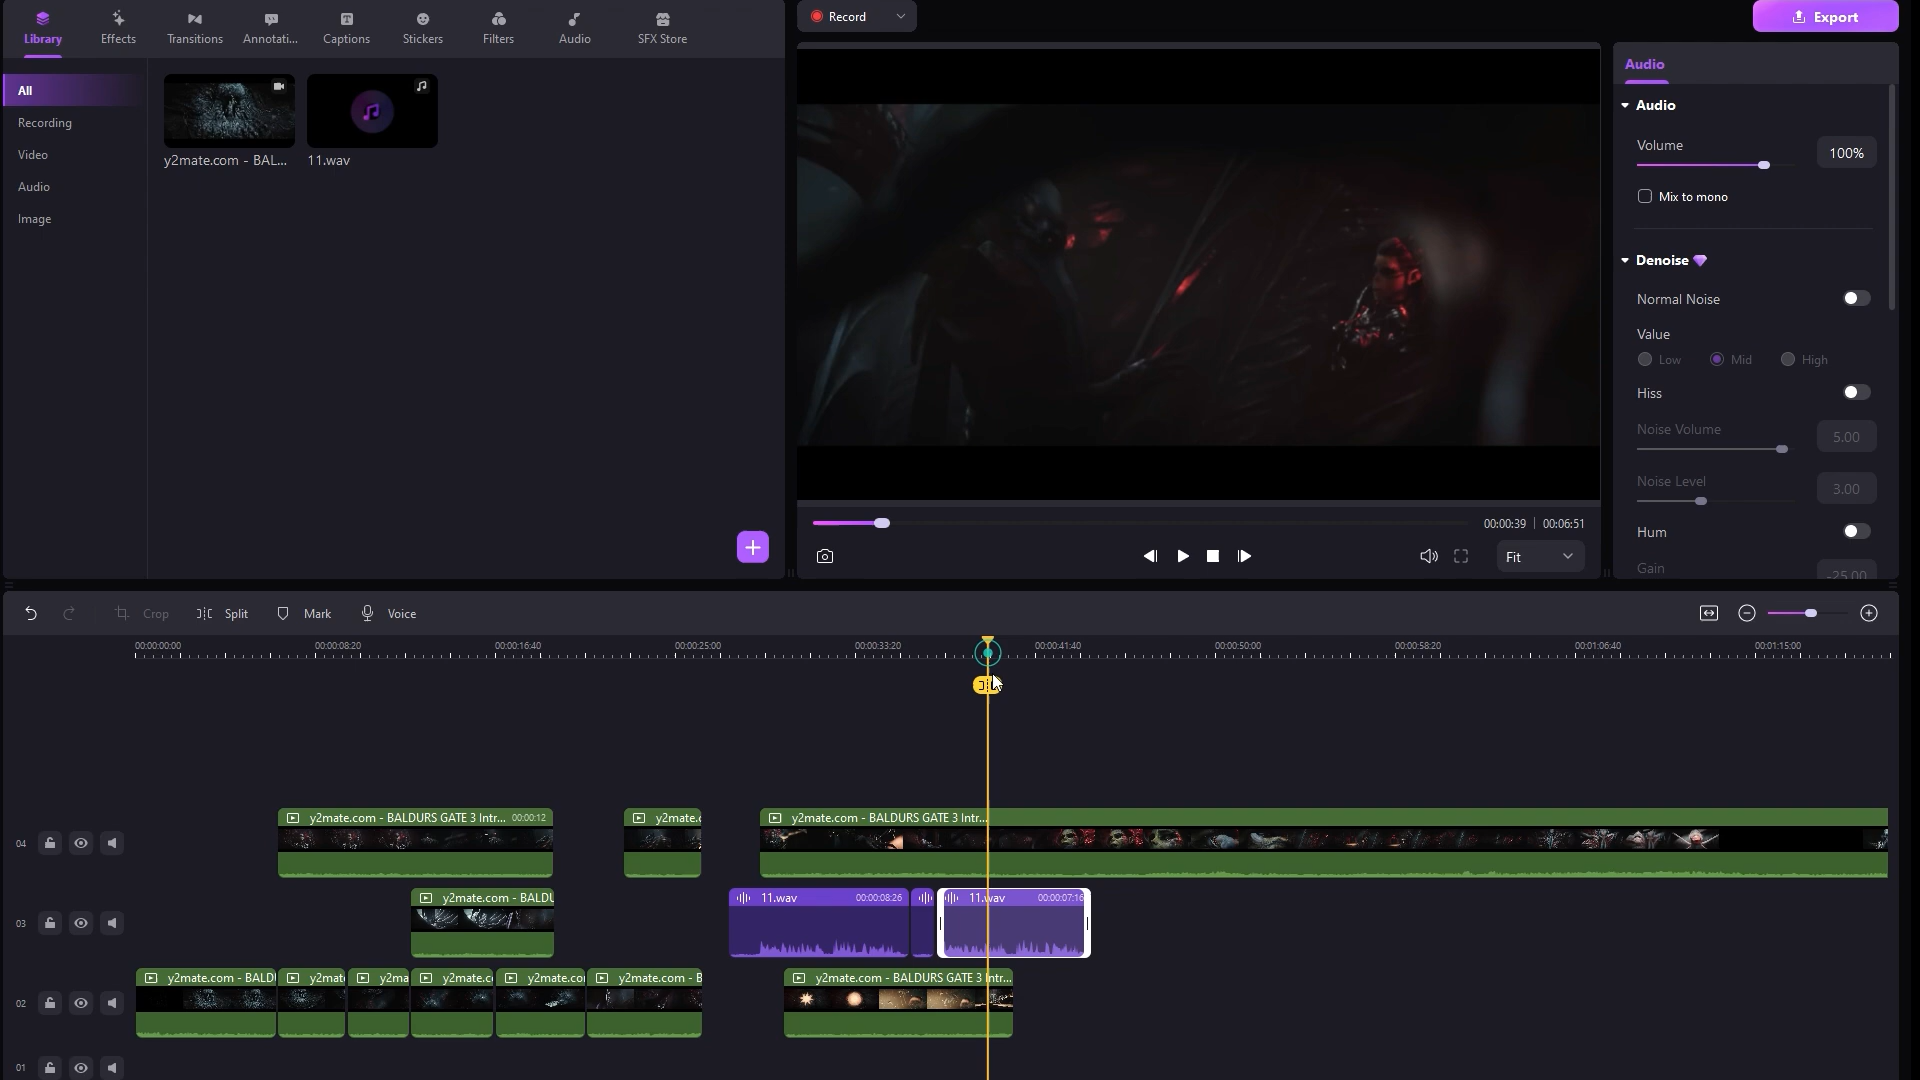 Record
Export
Library
Effects
Transitions
Annotati...
Captions
Stickers
Filters
Audio
SFX Store
All
Recording
Video
Audio
Image
y2mate.com - BAL...
11.wav
Audio
Audio
Volume
100%
Mix to mono
Denoise
Normal Noise
Value
Low
Mid
High
Hiss
Noise Volume
5.00
Noise Level
3.00
Hum
Gain
-25.00
00:00:39 | 00:06:51
Fit
Crop
Split
Mark
Voice
00:00:00:00
00:00:08:20
00:00:16:40
00:00:25:00
00:00:33:20
00:00:41:40
00:00:50:00
00:00:58:20
00:01:06:40
00:01:15:00
04
y2mate.com - BALDURS GATE 3 Intr... 00:00:12
y2mate.c
y2mate.com - BALDURS GATE 3 Intr...
03
y2mate.com - BALDU
11.wav 00:00:08:26
11.wav 00:00:07:16
02
y2mate.com - BALD
y2mat
y2ma
y2mate.c
y2mate.co
y2mate.com - B
y2mate.com - BALDURS GATE 3 Intr...
01